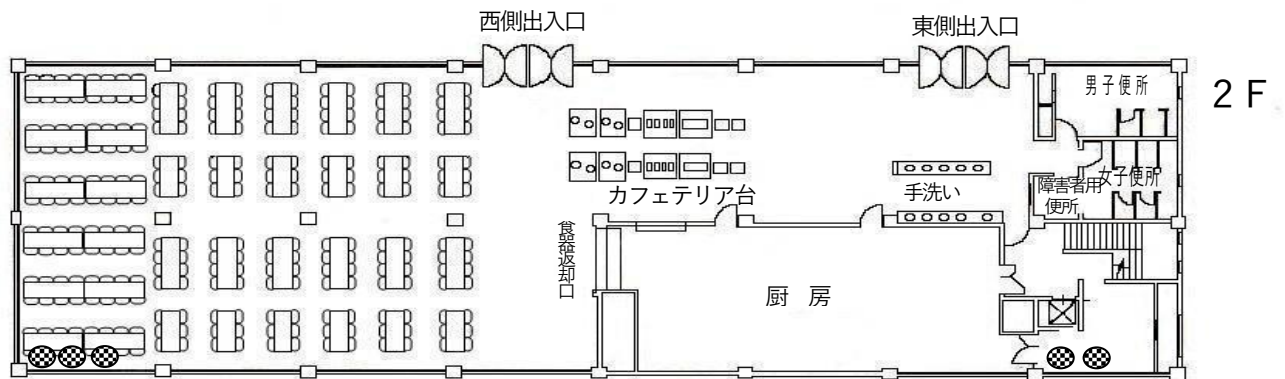 西側出入口
東側出入口
2F
男子便所
女子便所
障害者用
便所
手洗い
カフェテリア台
食器返却口
厨 房